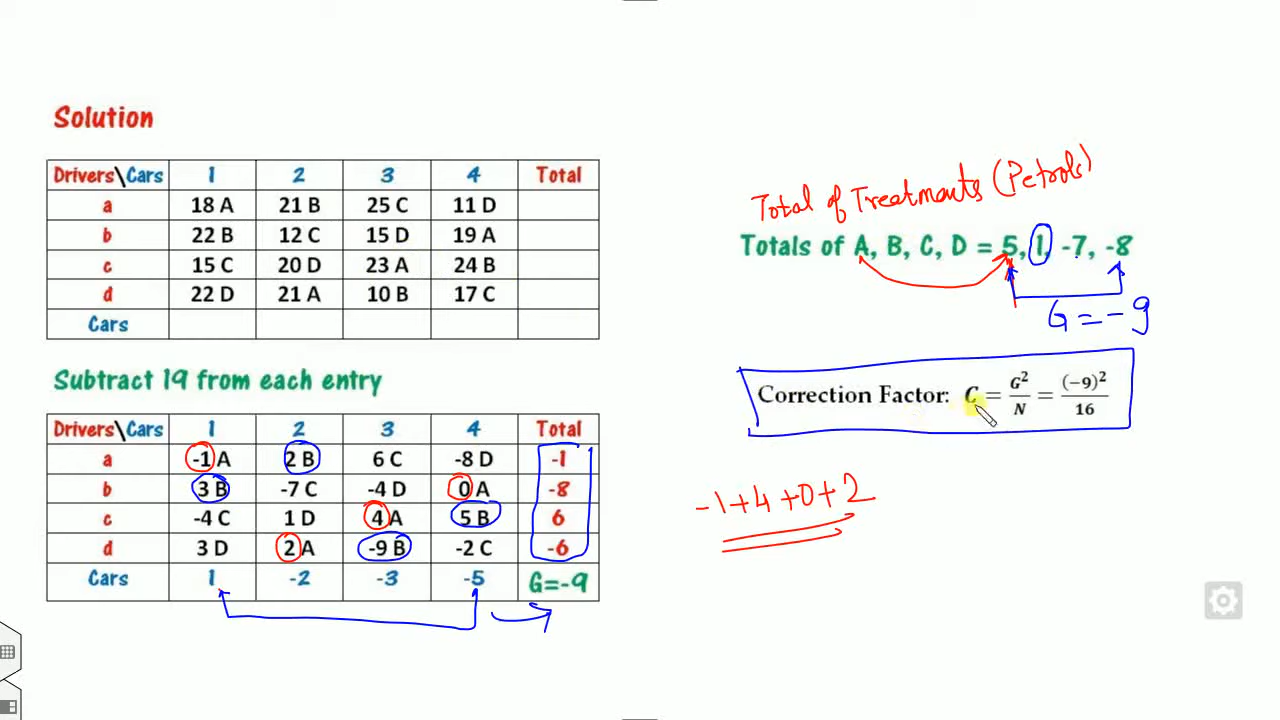 Solution
Drivers\Cars 1 2 3 4 Total
a 18 A 21 B 25 C 11 D
b 22 B 12 C 15 D 19 A
c 15 C 20 D 23 A 24 B
d 22 D 21 A 10 B 17 C
Cars
Subtract 19 from each entry
Drivers\Cars 1 2 3 4 Total
a -1 A 2 B 6 C -8 D -1
b 3 B -7 C -4 D 0 A -8
c -4 C 1 D 4 A 5 B 6
d 3 D 2 A -9 B -2 C -6
Cars 1 -2 -3 -5 G=-9
Total of Treatments (Petrols)
Totals of A, B, C, D = 5, 1, -7, -8
G = -9
Correction Factor: C = G²/N = (-9)²/16
-1+4+0+2